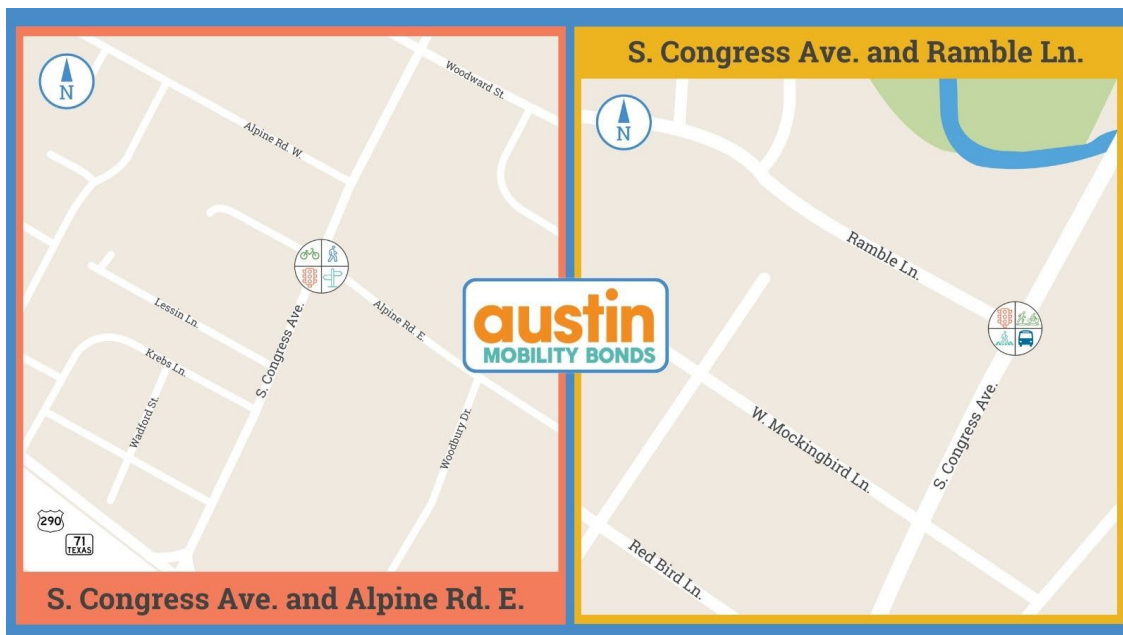 N
Woodward St.
Alpine Rd. W.
Lessin Ln.
S. Congress Ave.
Alpine Rd. E.
Krebs Ln.
Wadford St.
Woodbury Dr.
290
71
TEXAS
S. Congress Ave. and Alpine Rd. E.
austin
MOBILITY BONDS
S. Congress Ave. and Ramble Ln.
N
Ramble Ln.
W. Mockingbird Ln.
S. Congress Ave.
Red Bird Ln.